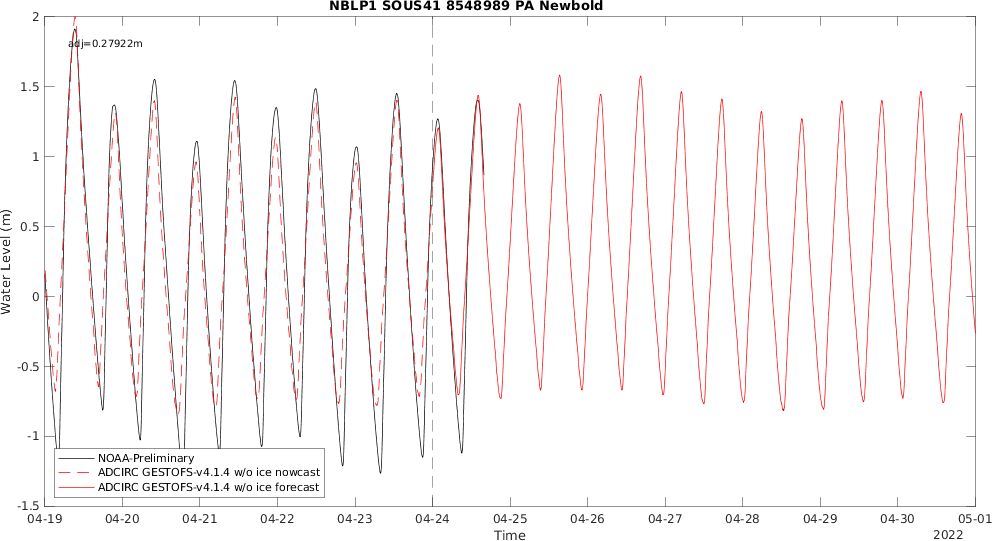 NBLP1 SOUS41 8548989 PA Newbold
adj=0.27922m
Water Level (m)
2
1.5
1
0.5
0
-0.5
-1
-1.5
NOAA-Preliminary
ADCIRC GESTOFS-v4.1.4 w/o ice nowcast
ADCIRC GESTOFS-v4.1.4 w/o ice forecast
04-19 04-20 04-21 04-22 04-23 04-24 04-25 04-26 04-27 04-28 04-29 04-30 05-01
Time
2022